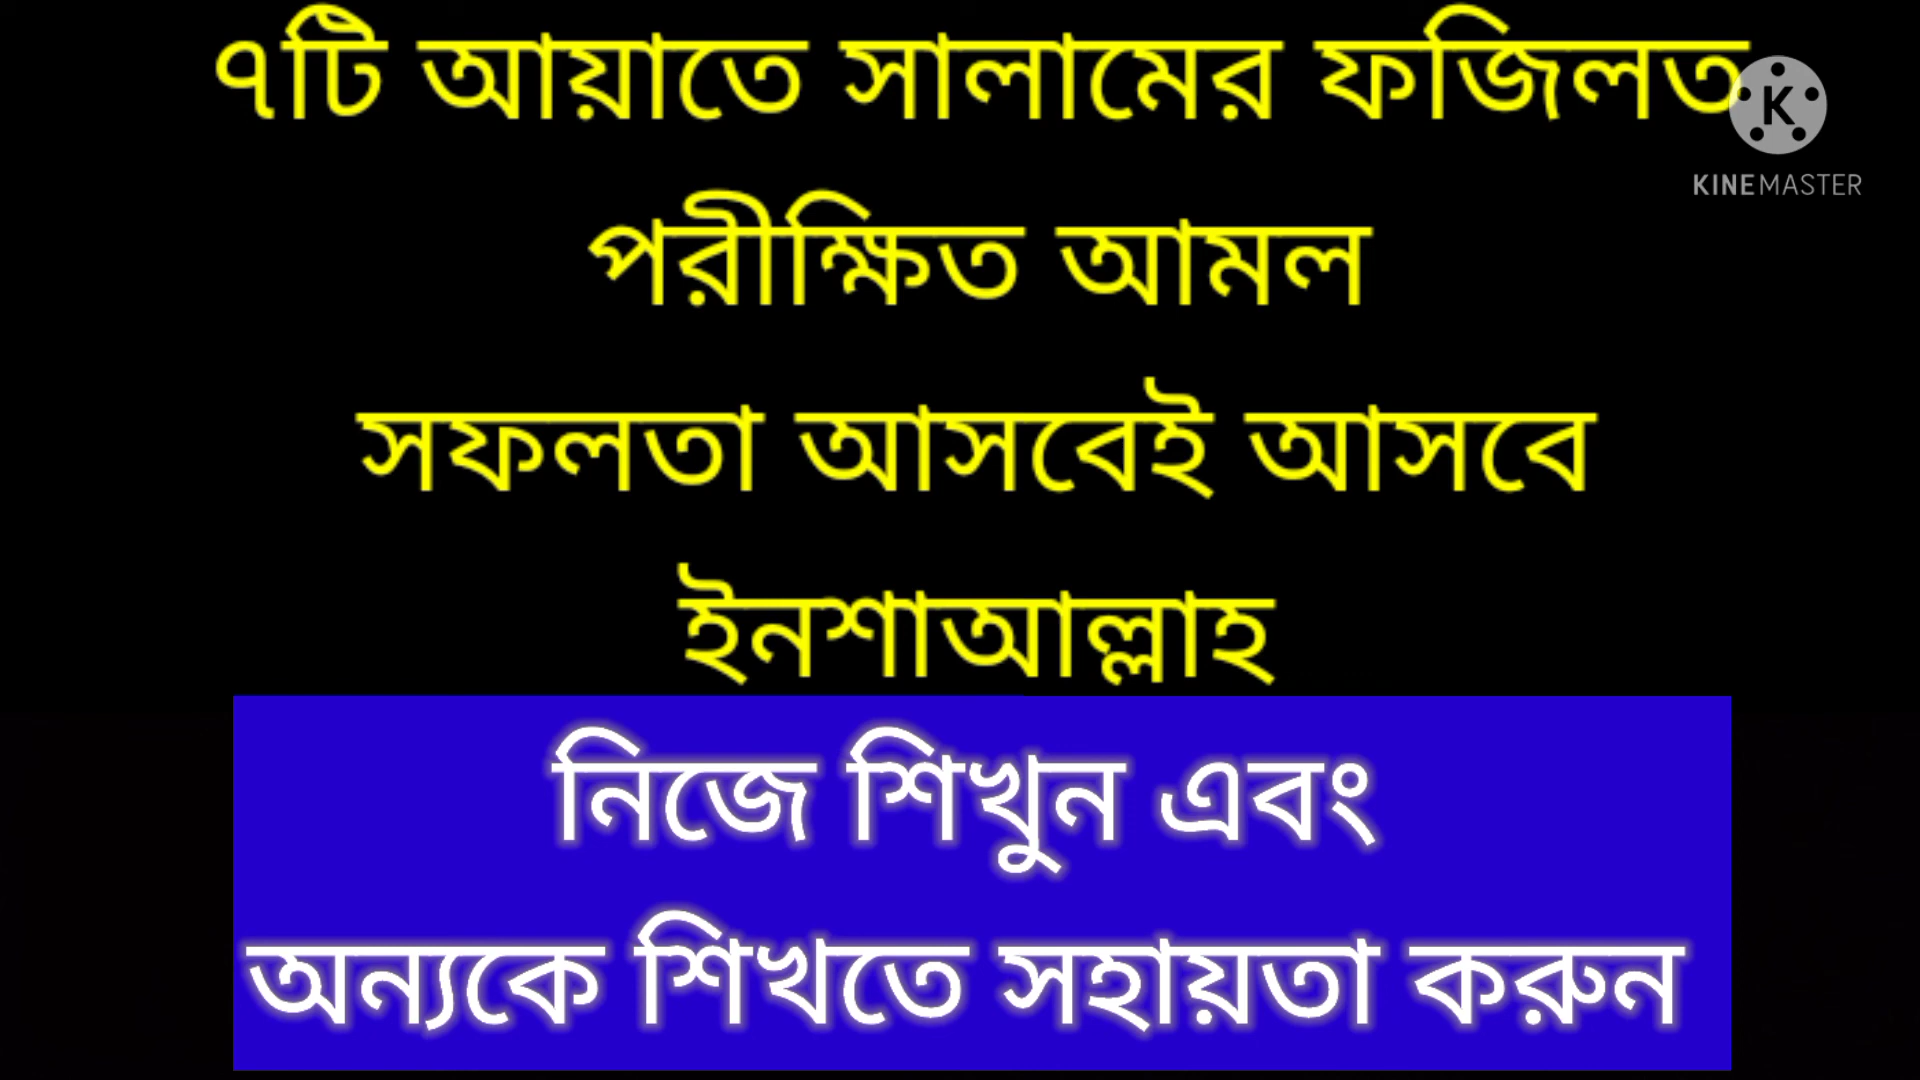 ৭টি আয়াতে সালামের ফজিলত
পরীক্ষিত আমল
সফলতা আসবেই আসবে
ইনশাআল্লাহ
নিজে শিখুন এবং
অন্যকে শিখতে সহায়তা করুন
K
KINEMASTER